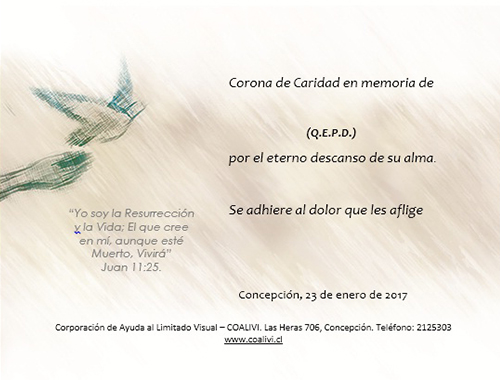 Corona de Caridad en memoria de
(Q.E.P.D.)
por el eterno descanso de su alma.
Se adhiere al dolor que les aflige
“Yo soy la Resurrección
y la Vida; El que cree
en mí, aunque esté
Muerto, Vivirá”
Juan 11:25.
Concepción, 23 de enero de 2017
Corporación de Ayuda al Limitado Visual – COALIVI. Las Heras 706, Concepción. Teléfono: 2125303
www.coalivi.cl